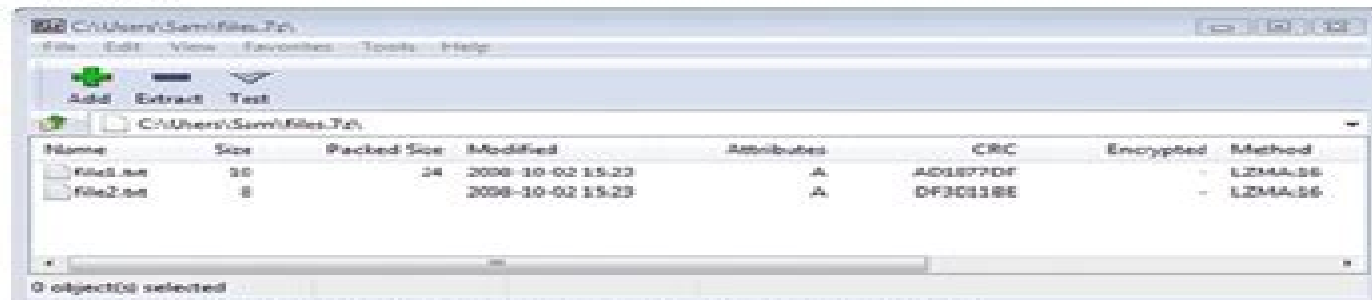 C:\Users\Sam\files.7z\
File Edit View Favorites Tools Help
Add Extract Test
C:\Users\Sam\files.7z\
Name Size Packed Size Modified Attributes CRC Encrypted Method
file1.txt 10 24 2008-10-02 15:23 A AD1877DF - LZMA:16
file2.txt 8 2008-10-02 15:23 A DF3011BE - LZMA:16
0 object(s) selected